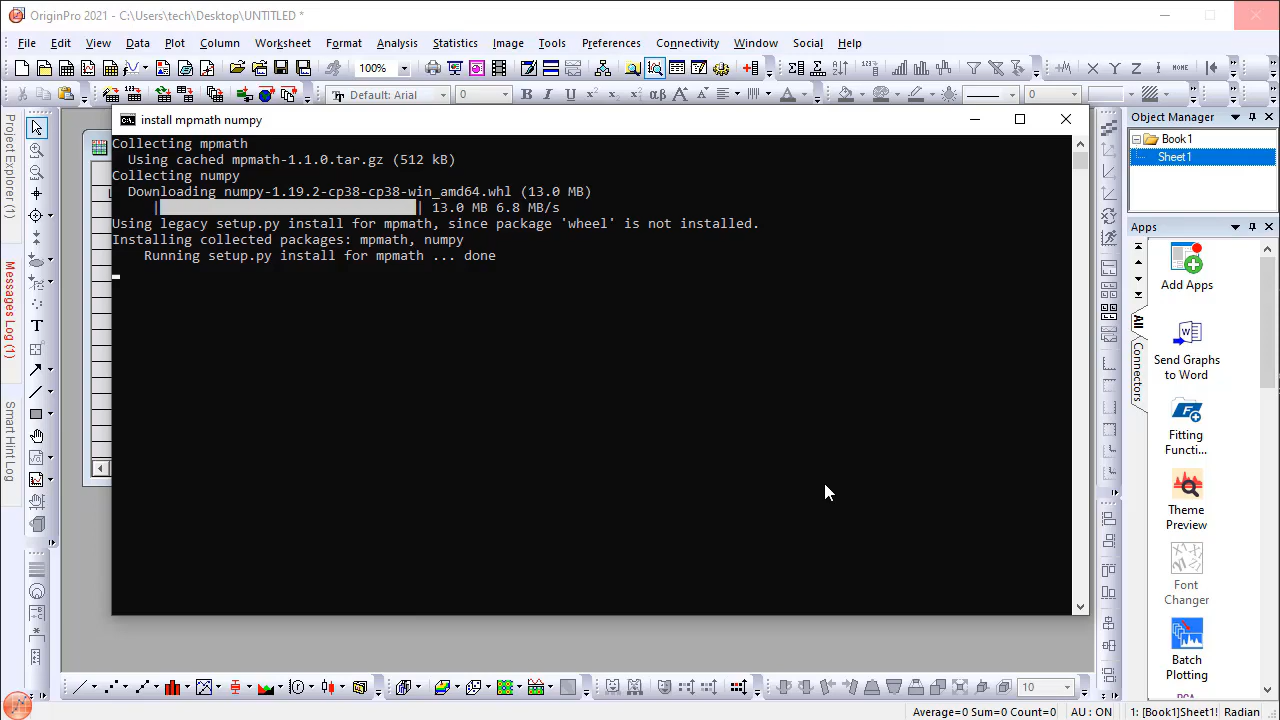 OriginPro 2021 - C:\Users\tech\Desktop\UNTITLED *
File Edit View Data Plot Column Worksheet Format Analysis Statistics Image Tools Preferences Connectivity Window Social Help
100%
Default: Arial 0 0
install mpmath numpy
Collecting mpmath
Using cached mpmath-1.1.0.tar.gz (512 kB)
Collecting numpy
Downloading numpy-1.19.2-cp38-cp38-win_amd64.whl (13.0 MB)
| | 13.0 MB 6.8 MB/s
Using legacy setup.py install for mpmath, since package 'wheel' is not installed.
Installing collected packages: mpmath, numpy
Running setup.py install for mpmath ... done
Project Explorer (1)
Messages Log (1)
Smart Hint Log
Object Manager
Book1
Sheet1
Apps
All
Connectors
Add Apps
Send Graphs
to Word
Fitting
Functi...
Theme
Preview
Font
Changer
Batch
Plotting
10
Average=0 Sum=0 Count=0 AU : ON 1: [Book1]Sheet1! Radian